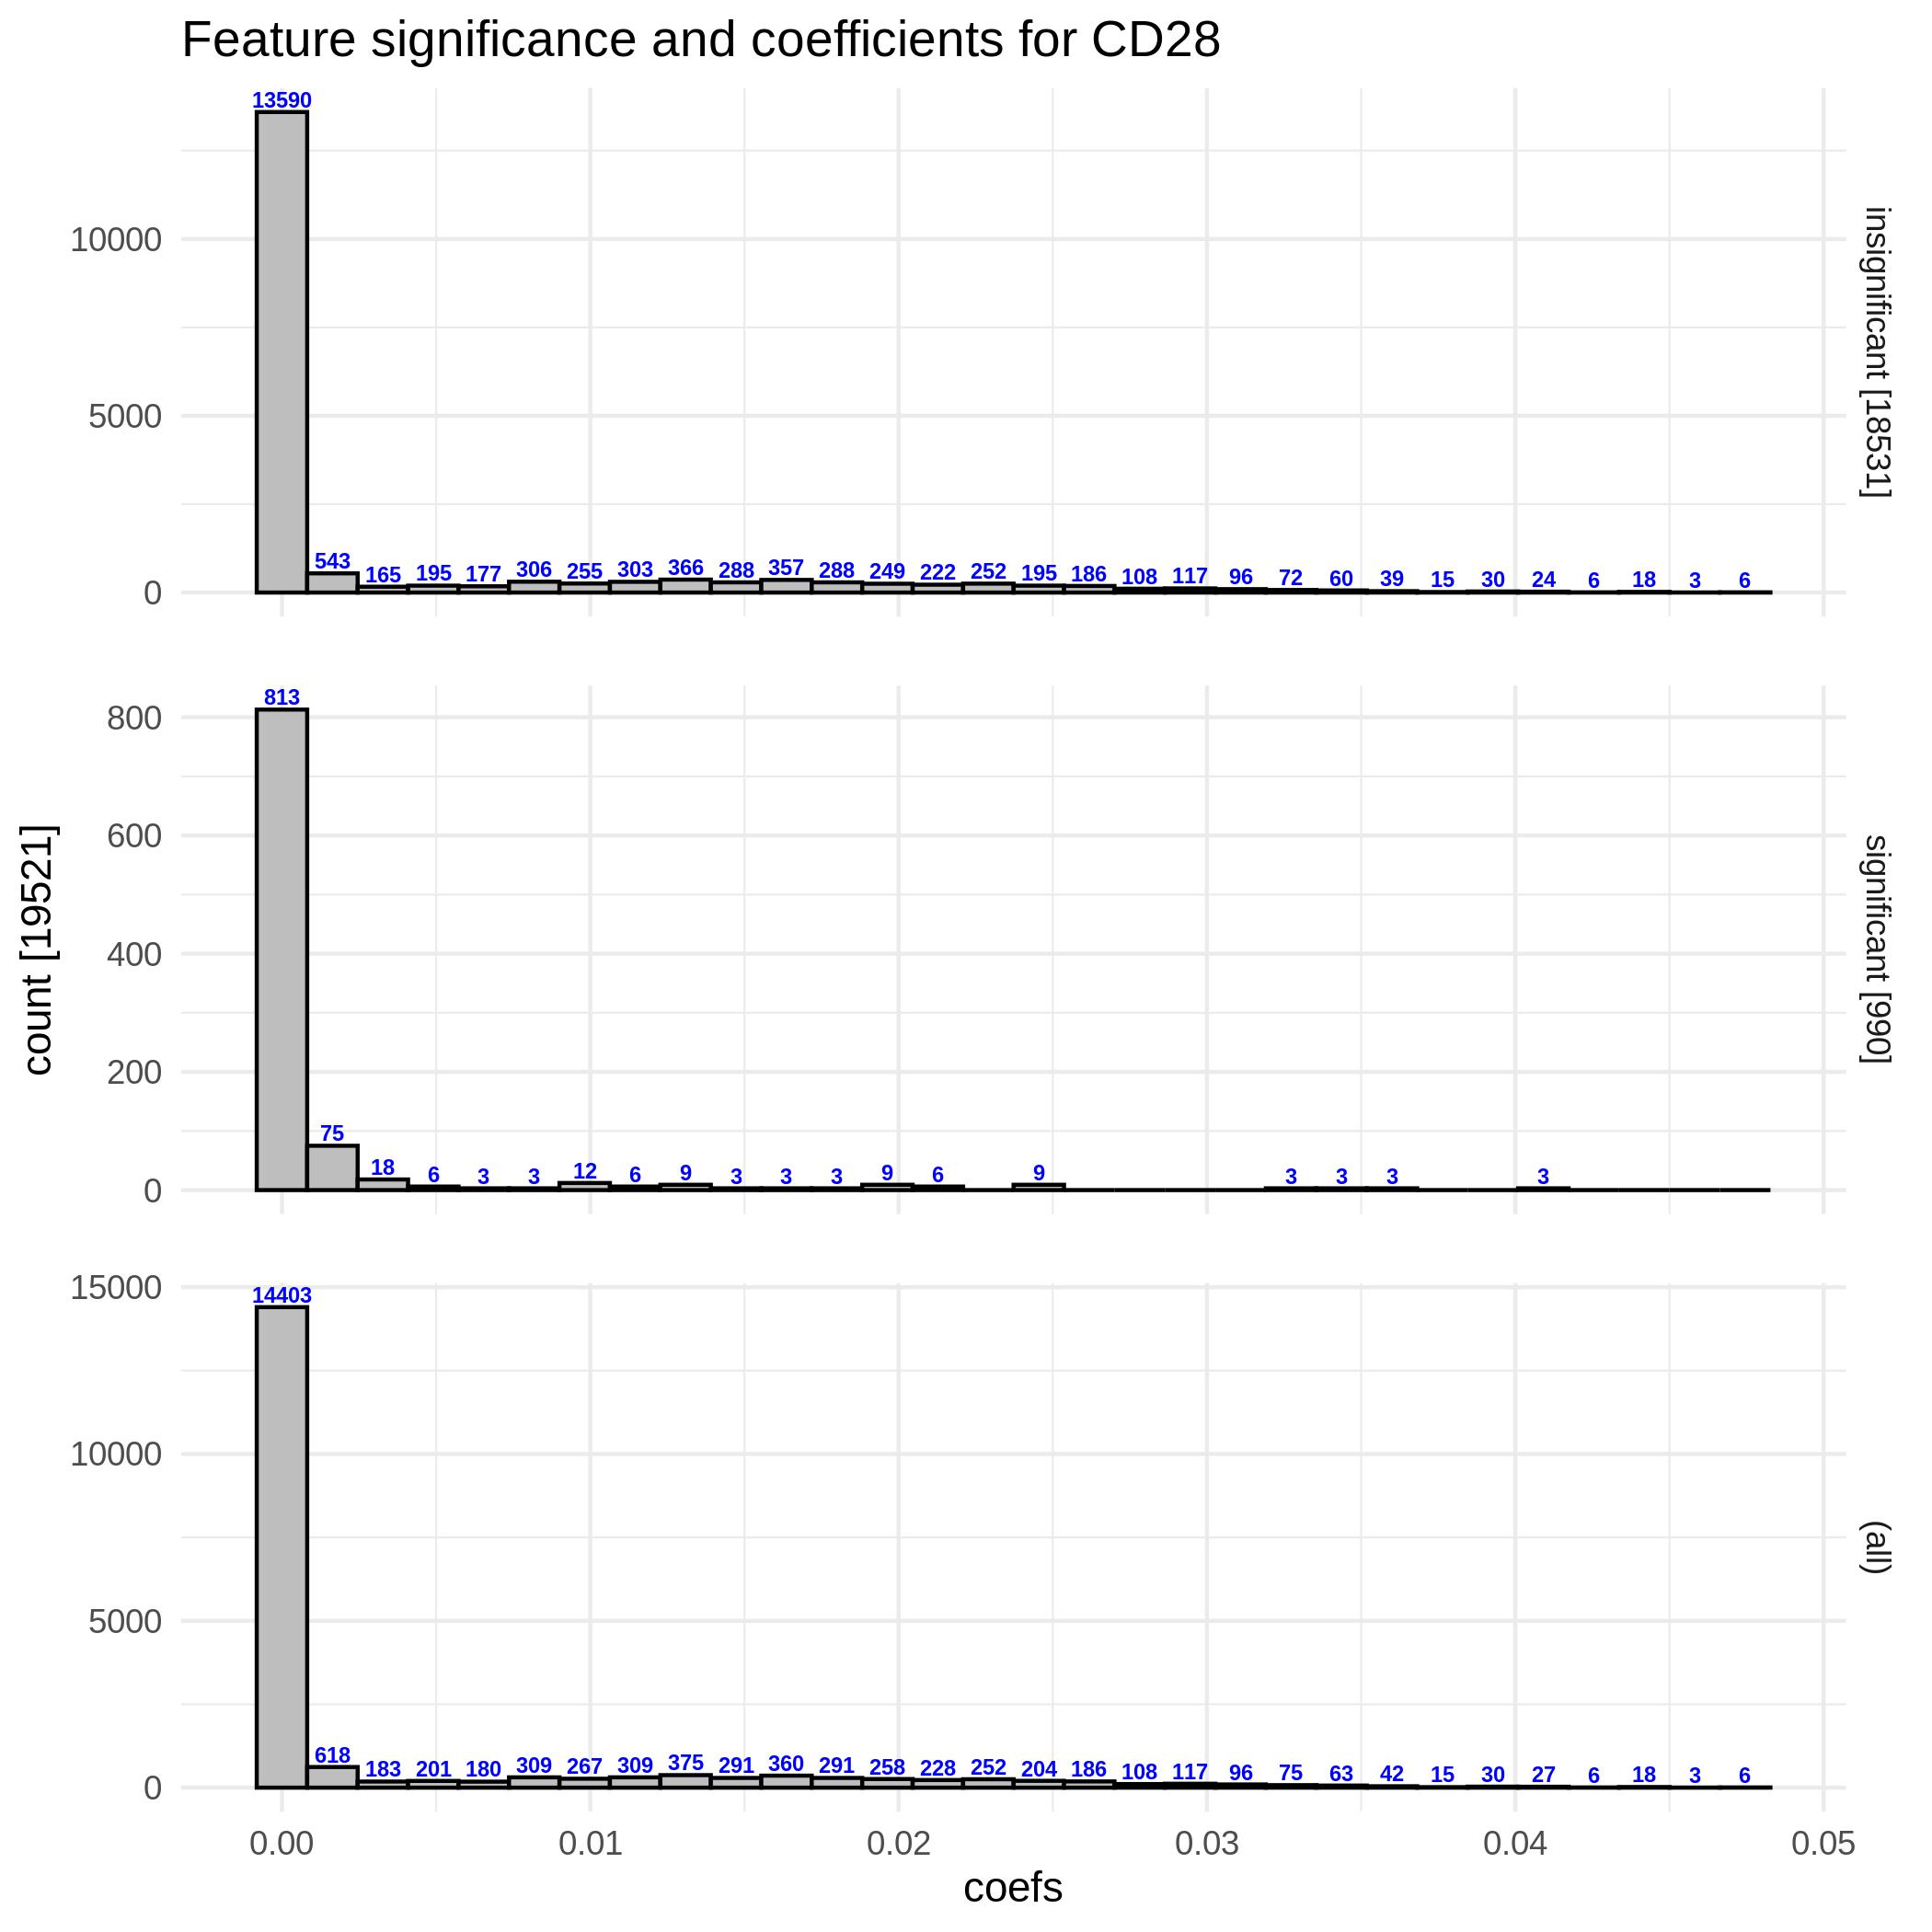 Feature significance and coefficients for CD28
13590
10000
5000
0
543 165 195 177 306 255 303 366 288 357 288 249 222 252 195 186 108 117 96 72 60 39 15 30 24 6 18 3 6
insignificant [18531]
813
800
600
400
200
0
75 18 6 3 3 12 6 9 3 3 3 9 6 9 3 3 3 3
significant [990]
count [19521]
14403
15000
10000
5000
0
618 183 201 180 309 267 309 375 291 360 291 258 228 252 204 186 108 117 96 75 63 42 15 30 27 6 18 3 6
(all)
0.00 0.01 0.02 0.03 0.04 0.05
coefs